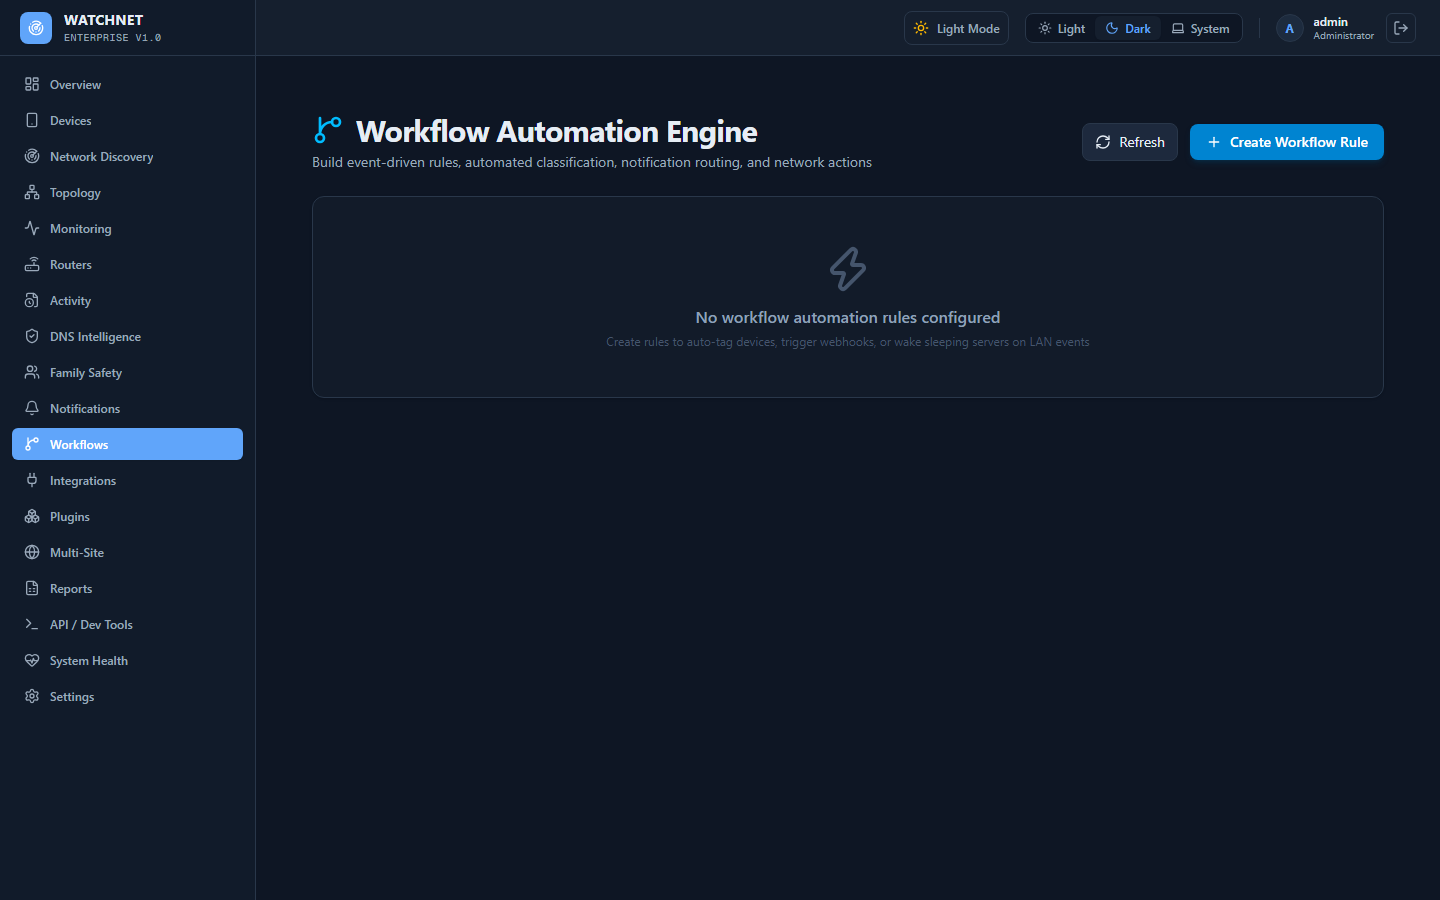 WATCHNET
ENTERPRISE V1.0
Light Mode
Light
Dark
System
A
admin
Administrator
Overview
Devices
Network Discovery
Topology
Monitoring
Routers
Activity
DNS Intelligence
Family Safety
Notifications
Workflows
Integrations
Plugins
Multi-Site
Reports
API / Dev Tools
System Health
Settings
Workflow Automation Engine
Build event-driven rules, automated classification, notification routing, and network actions
Refresh
Create Workflow Rule
No workflow automation rules configured
Create rules to auto-tag devices, trigger webhooks, or wake sleeping servers on LAN events